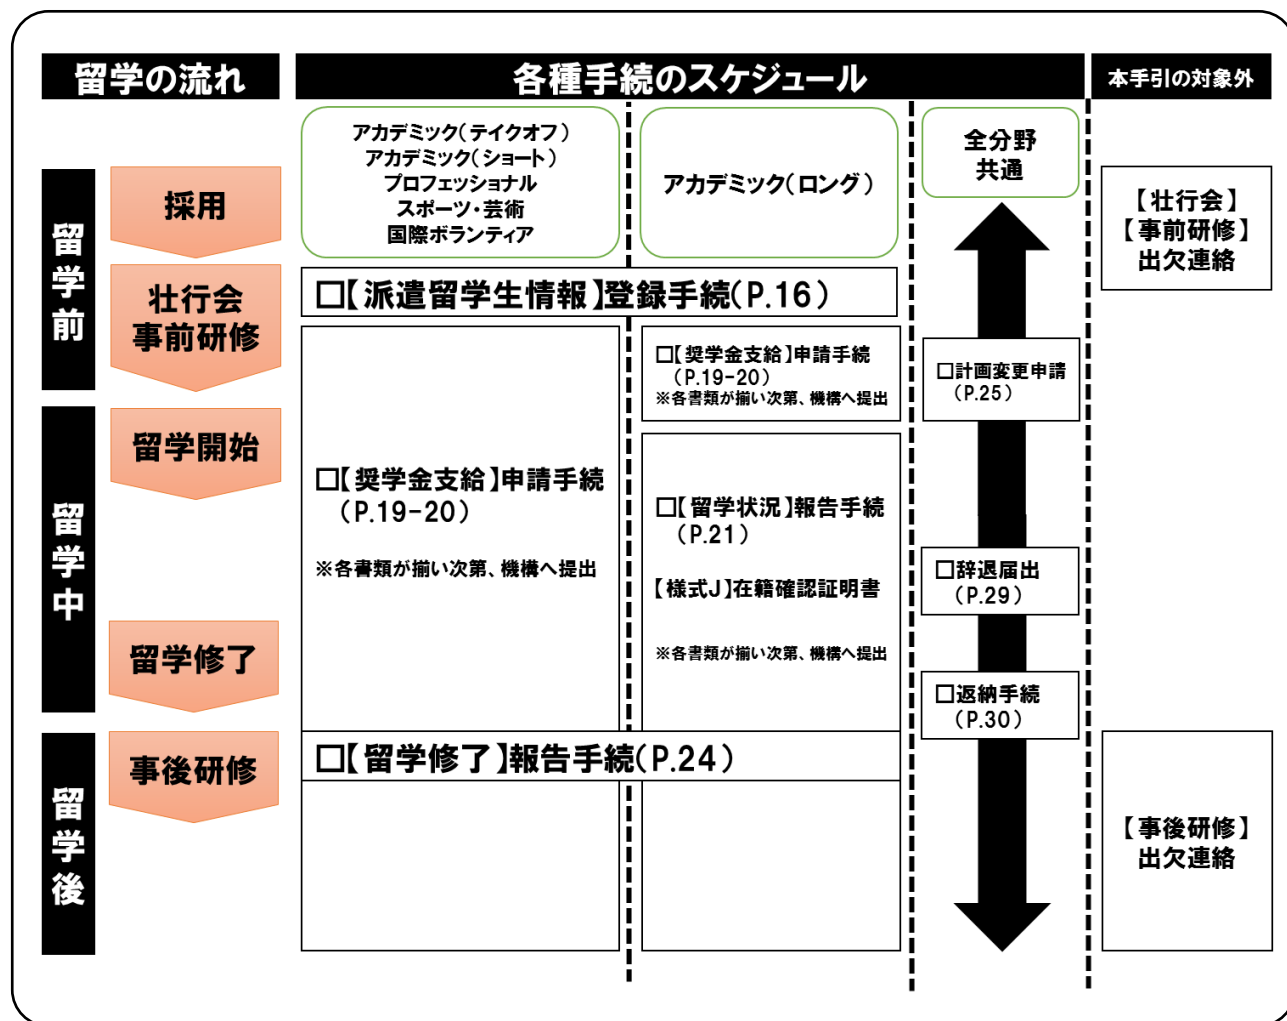 留学の流れ
各種手続のスケジュール
本手引の対象外
留学前
採用
アカデミック(テイクオフ)
アカデミック(ショート)
プロフェッショナル
スポーツ・芸術
国際ボランティア
アカデミック(ロング)
全分野
共通
【壮行会】
【事前研修】
出欠連絡
壮行会
事前研修
□【派遣留学生情報】登録手続(P.16)
□【奨学金支給】申請手続
(P.19-20)
※各書類が揃い次第、機構へ提出
□計画変更申請
(P.25)
留学中
留学開始
□【奨学金支給】申請手続
(P.19-20)
※各書類が揃い次第、機構へ提出
□【留学状況】報告手続
(P.21)
【様式J】在籍確認証明書
※各書類が揃い次第、機構へ提出
□辞退届出
(P.29)
留学修了
□返納手続
(P.30)
留学後
事後研修
□【留学修了】報告手続(P.24)
【事後研修】
出欠連絡